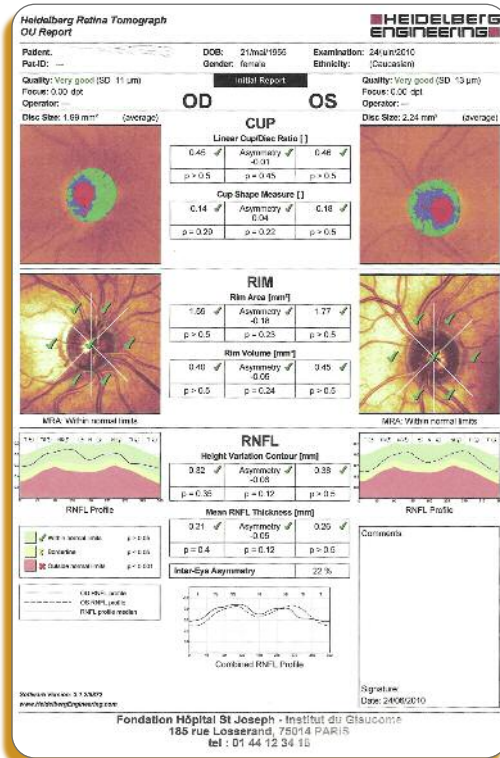 Heidelberg Retina Tomograph
OU Report
HEIDELBERG
ENGINEERING
Patient:
DOB: 21/mai/1956
Examination: 24/juin/2010
Pat-ID: ---
Gender: female
Ethnicity: (Caucasian)
Quality: Very good (SD 11 µm)
Initial Report
Quality: Very good (SD 13 µm)
Focus: 0.00 dpt
Focus: 0.00 dpt
Operator: ---
OD
OS
Operator: ---
Disc Size: 1.99 mm² (average)
Disc Size: 2.24 mm² (average)
CUP
Linear Cup/Disc Ratio [ ]
0.45 Asymmetry 0.46
-0.01
p > 0.5 p = 0.45 p > 0.5
Cup Shape Measure [ ]
-0.14 Asymmetry -0.18
0.04
p = 0.29 p = 0.22 p > 0.5
RIM
Rim Area [mm²]
1.59 Asymmetry 1.77
-0.18
p > 0.5 p = 0.23 p > 0.5
Rim Volume [mm³]
0.40 Asymmetry 0.45
-0.06
p > 0.5 p = 0.24 p > 0.5
MRA: Within normal limits
MRA: Within normal limits
RNFL
Height Variation Contour [mm]
0.32 Asymmetry 0.38
-0.06
p = 0.35 p = 0.12 p > 0.5
RNFL Profile
RNFL Profile
Mean RNFL Thickness [mm]
0.21 Asymmetry 0.26
-0.05
p = 0.4 p = 0.12 p > 0.5
Inter-Eye Asymmetry 22 %
Within normal limits p > 0.05
Borderline p < 0.05
Outside normal limits p < 0.001
OD RNFL profile
OS RNFL profile
RNFL profile median
Combined RNFL Profile
Comments:
Signature:
Date: 24/06/2010
www.HeidelbergEngineering.com
Fondation Hôpital St Joseph - Institut du Glaucome
185 rue Losserand, 75014 PARIS
tel : 01 44 12 34 16